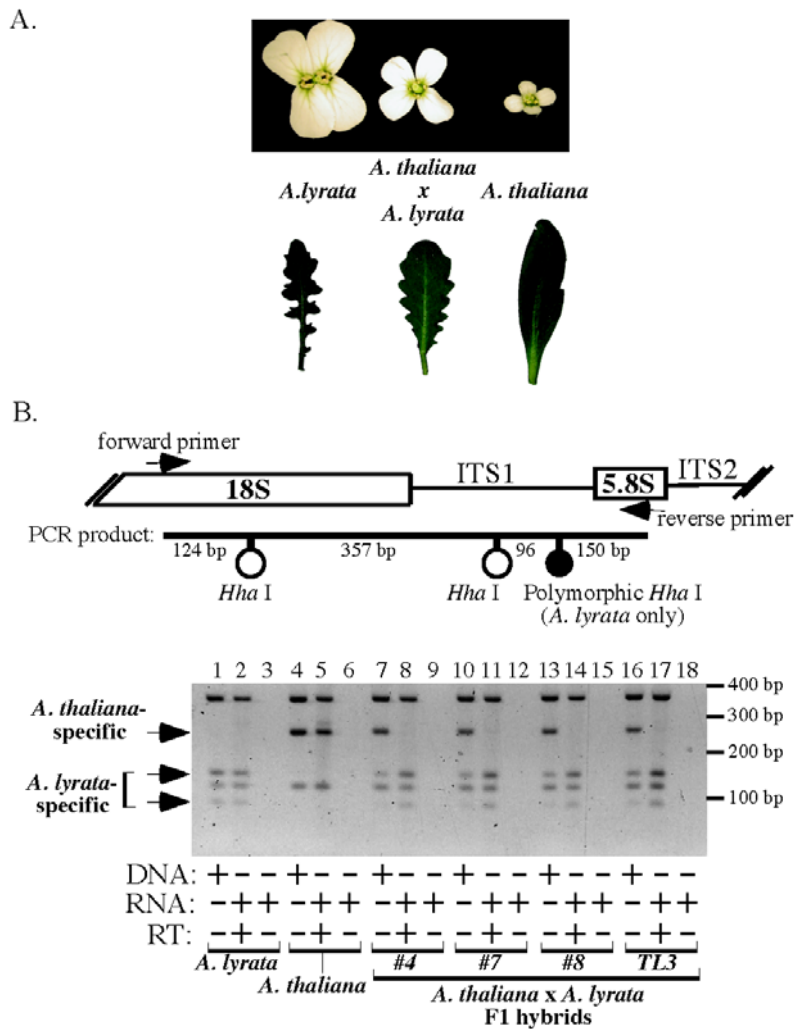 A.
A.lyrata
A. thaliana
x
A. lyrata
A. thaliana
B.
forward primer
18S
ITS1
5.8S
ITS2
reverse primer
PCR product:
124 bp
357 bp
96
150 bp
Hha I
Hha I
Polymorphic Hha I
(A. lyrata only)
1 2 3 4 5 6 7 8 9 10 11 12 13 14 15 16 17 18
A. thaliana-
specific
A. lyrata-
specific
400 bp
300 bp
200 bp
100 bp
DNA: + - - + - - + - - + - - + - - + - -
RNA: - + + - + + - + + - + + - + + - + +
RT: - + - - + - - + - - + - - + - - + -
A. lyrata
A. thaliana
#4
#7
#8
TL3
A. thaliana x A. lyrata
F1 hybrids